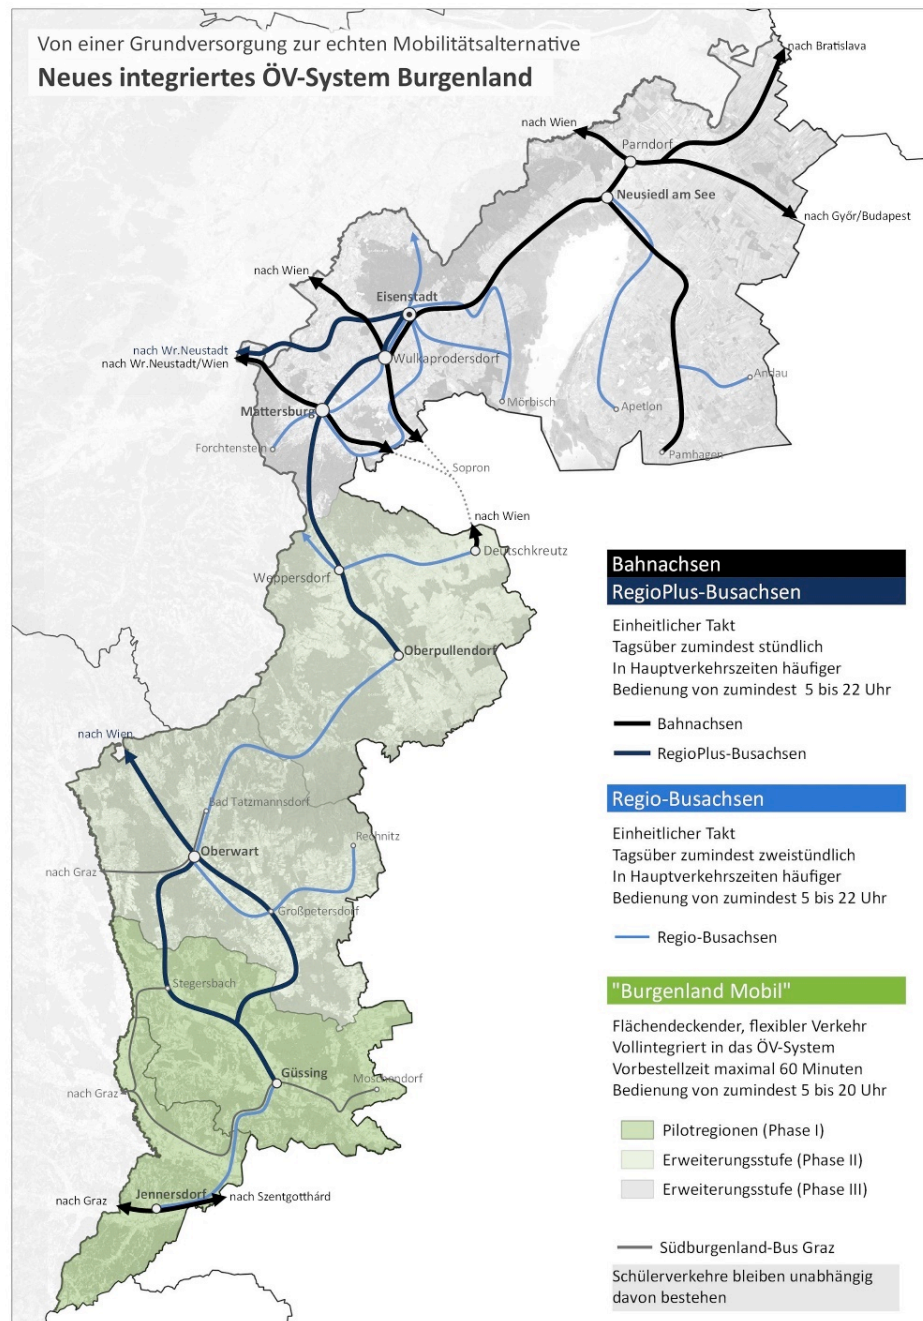 Von einer Grundversorgung zur echten Mobilitätsalternative
Neues integriertes ÖV-System Burgenland
nach Bratislava
nach Wien
Parndorf
Neusiedl am See
nach Győr/Budapest
nach Wien
Eisenstadt
nach Wr.Neustadt
nach Wr.Neustadt/Wien
Wulkaprodersdorf
Andau
Mörbisch
Apetlon
Mattersburg
Forchtenstein
Pamhagen
Sopron
nach Wien
Deutschkreutz
Weppersdorf
Oberpullendorf
nach Wien
Bad Tatzmannsdorf
Rechnitz
Oberwart
nach Graz
Großpetersdorf
Stegersbach
Güssing
Moschendorf
nach Graz
Jennersdorf
nach Graz
nach Szentgotthárd
Bahnachsen
RegioPlus-Busachsen
Einheitlicher Takt
Tagsüber zumindest stündlich
In Hauptverkehrszeiten häufiger
Bedienung von zumindest 5 bis 22 Uhr
Bahnachsen
RegioPlus-Busachsen
Regio-Busachsen
Einheitlicher Takt
Tagsüber zumindest zweistündlich
In Hauptverkehrszeiten häufiger
Bedienung von zumindest 5 bis 22 Uhr
Regio-Busachsen
"Burgenland Mobil"
Flächendeckender, flexibler Verkehr
Vollintegriert in das ÖV-System
Vorbestellzeit maximal 60 Minuten
Bedienung von zumindest 5 bis 20 Uhr
Pilotregionen (Phase I)
Erweiterungsstufe (Phase II)
Erweiterungsstufe (Phase III)
Südburgenland-Bus Graz
Schülerverkehre bleiben unabhängig
davon bestehen